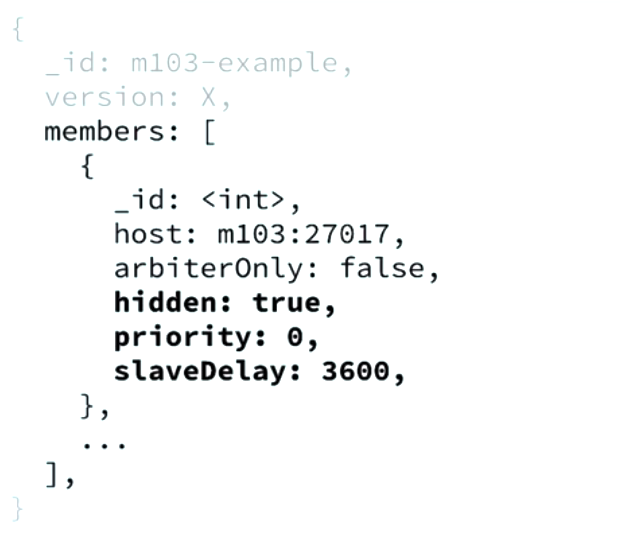 {
  _id: m103-example,
  version: X,
  members: [
    {
      _id: <int>,
      host: m103:27017,
      arbiterOnly: false,
      hidden: true,
      priority: 0,
      slaveDelay: 3600,
    },
    ...
  ],
}